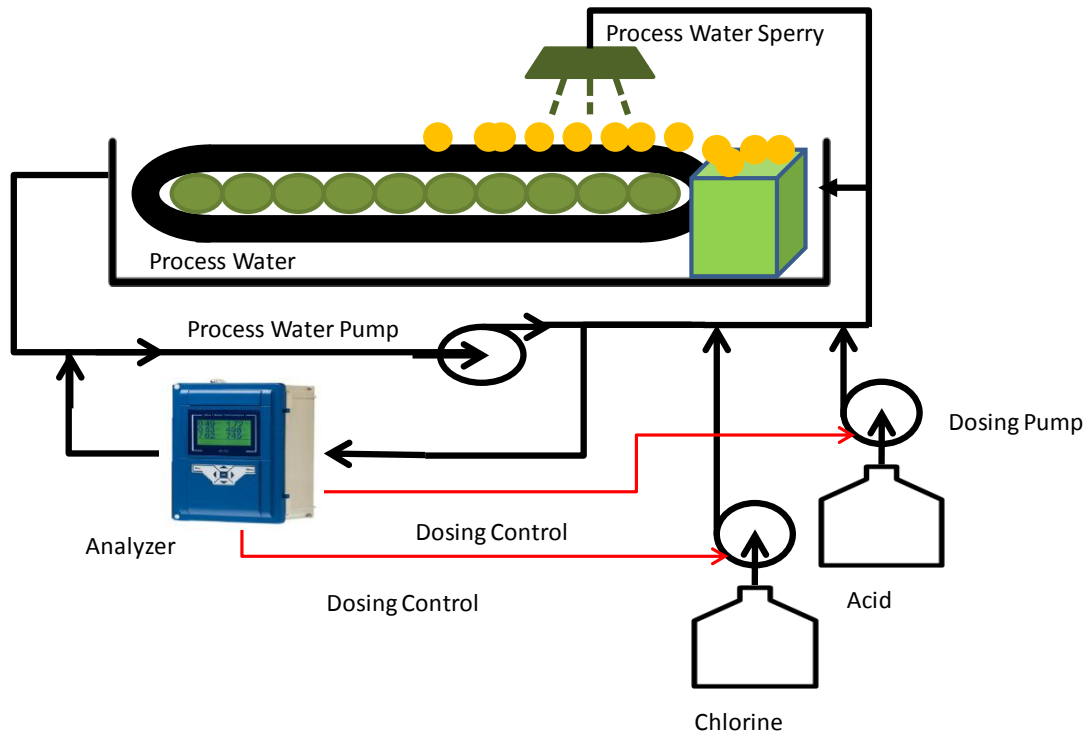 Process Water Sperry
Process Water
Process Water Pump
Dosing Pump
Analyzer
Dosing Control
Dosing Control
Acid
Chlorine